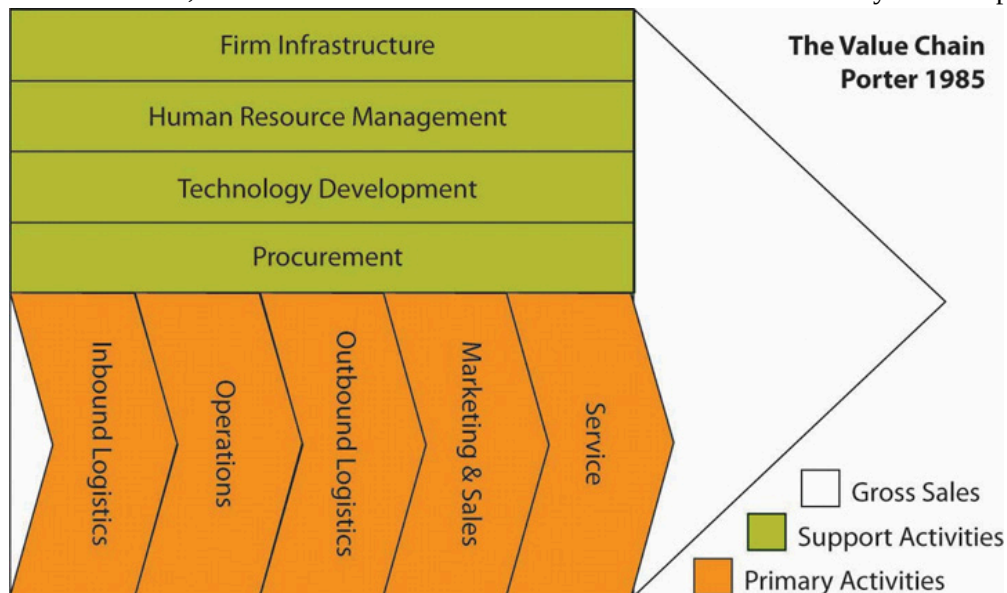 Firm Infrastructure
Human Resource Management
Technology Development
Procurement
Inbound Logistics
Operations
Outbound Logistics
Marketing & Sales
Service
The Value Chain
Porter 1985
Gross Sales
Support Activities
Primary Activities